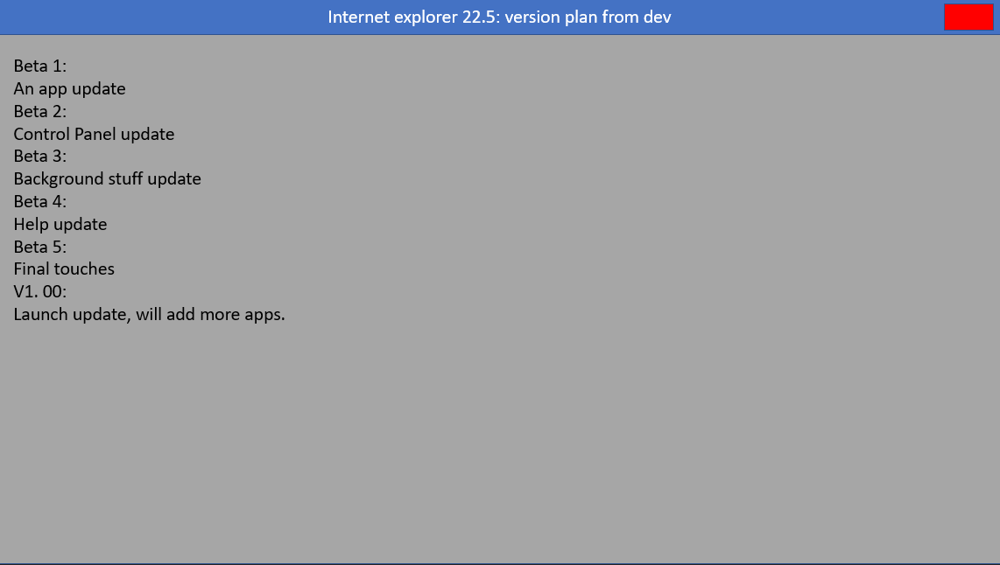 Internet explorer 22.5: version plan from dev
Beta 1:
An app update
Beta 2:
Control Panel update
Beta 3:
Background stuff update
Beta 4:
Help update
Beta 5:
Final touches
V1. 00:
Launch update, will add more apps.